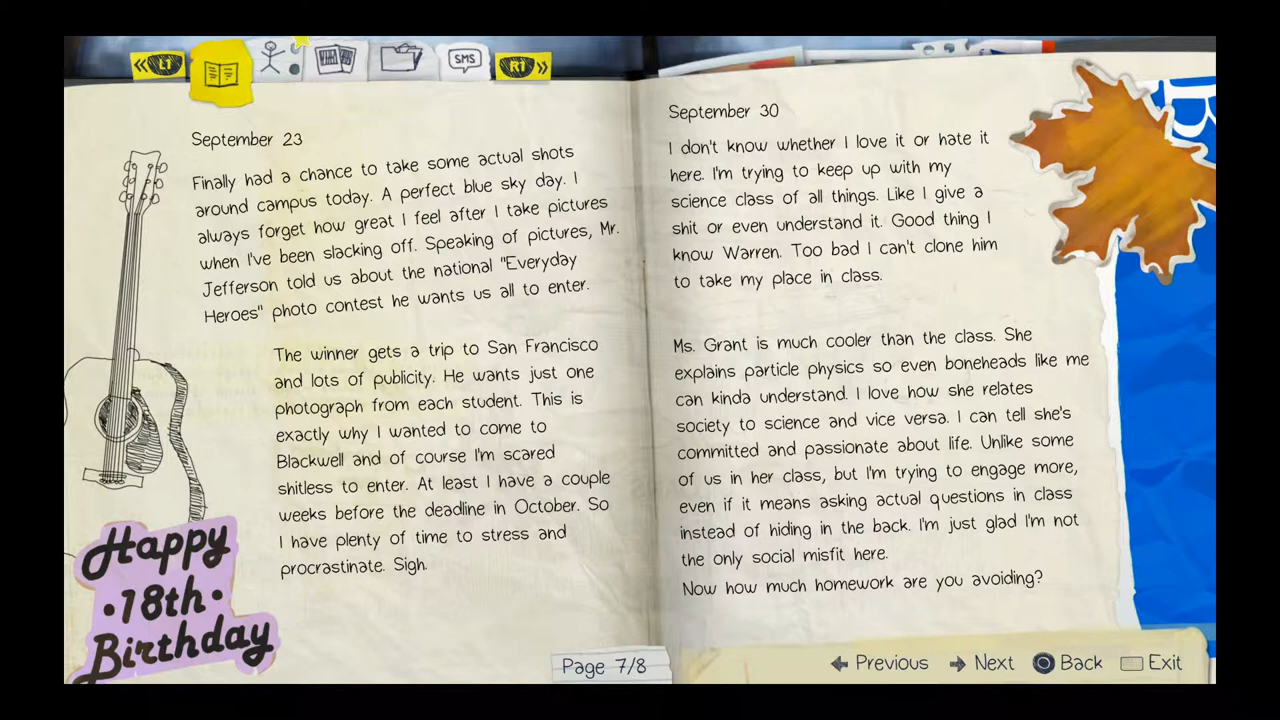 L1
SMS
R1
September 23
Finally had a chance to take some actual shots
around campus today. A perfect blue sky day. I
always forget how great I feel after I take pictures
when I've been slacking off. Speaking of pictures, Mr.
Jefferson told us about the national "Everyday
Heroes" photo contest he wants us all to enter.
The winner gets a trip to San Francisco
and lots of publicity. He wants just one
photograph from each student. This is
exactly why I wanted to come to
Blackwell and of course I'm scared
shitless to enter. At least I have a couple
weeks before the deadline in October. So
I have plenty of time to stress and
procrastinate. Sigh.
Happy
•18th•
Birthday
September 30
I don't know whether I love it or hate it
here. I'm trying to keep up with my
science class of all things. Like I give a
shit or even understand it. Good thing I
know Warren. Too bad I can't clone him
to take my place in class.
Ms. Grant is much cooler than the class. She
explains particle physics so even boneheads like me
can kinda understand. I love how she relates
society to science and vice versa. I can tell she's
committed and passionate about life. Unlike some
of us in her class, but I'm trying to engage more,
even if it means asking actual questions in class
instead of hiding in the back. I'm just glad I'm not
the only social misfit here.
Now how much homework are you avoiding?
Page 7/8
Previous Next Back Exit